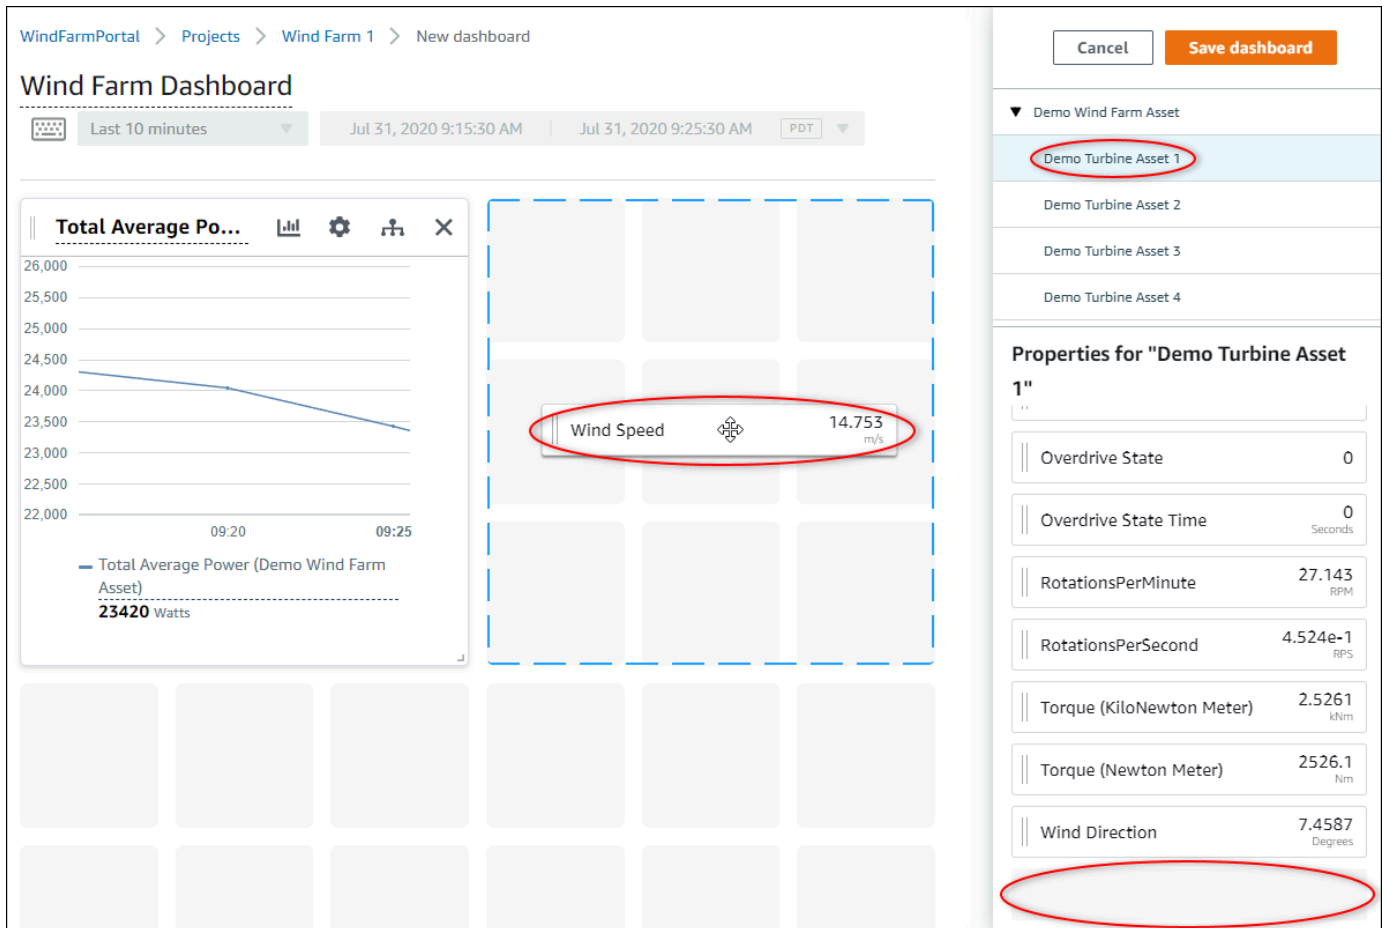 WindFarmPortal > Projects > Wind Farm 1 > New dashboard
Wind Farm Dashboard
Last 10 minutes
Jul 31, 2020 9:15:30 AM
Jul 31, 2020 9:25:30 AM
PDT
Total Average Po...
26,000
25,500
25,000
24,500
24,000
23,500
23,000
22,500
22,000
09:20
09:25
Total Average Power (Demo Wind Farm
Asset)
23420 Watts
Wind Speed
14.753
m/s
Cancel
Save dashboard
Demo Wind Farm Asset
Demo Turbine Asset 1
Demo Turbine Asset 2
Demo Turbine Asset 3
Demo Turbine Asset 4
Properties for "Demo Turbine Asset
1"
Overdrive State
0
Overdrive State Time
0
Seconds
RotationsPerMinute
27.143
RPM
RotationsPerSecond
4.524e-1
RPS
Torque (KiloNewton Meter)
2.5261
kNm
Torque (Newton Meter)
2526.1
Nm
Wind Direction
7.4587
Degrees